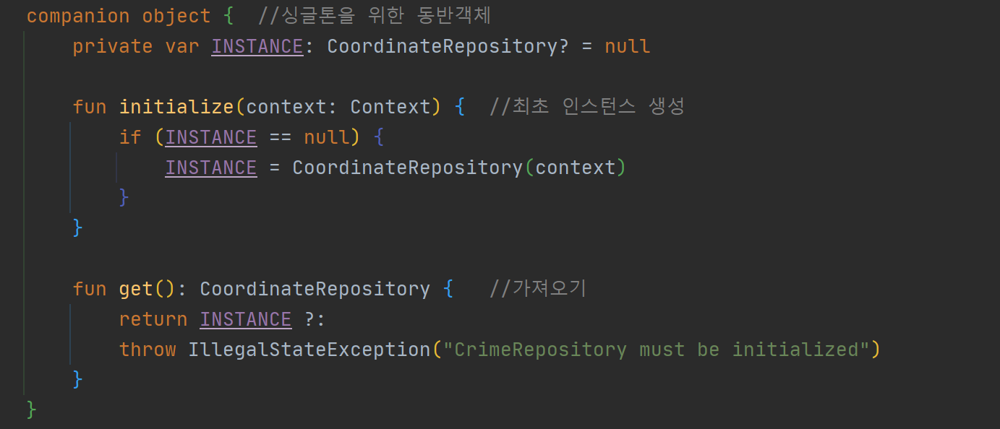 companion object {  //싱글톤을 위한 동반객체
    private var INSTANCE: CoordinateRepository? = null

    fun initialize(context: Context) {  //최초 인스턴스 생성
        if (INSTANCE == null) {
            INSTANCE = CoordinateRepository(context)
        }
    }

    fun get(): CoordinateRepository {   //가져오기
        return INSTANCE ?:
        throw IllegalStateException("CrimeRepository must be initialized")
    }
}